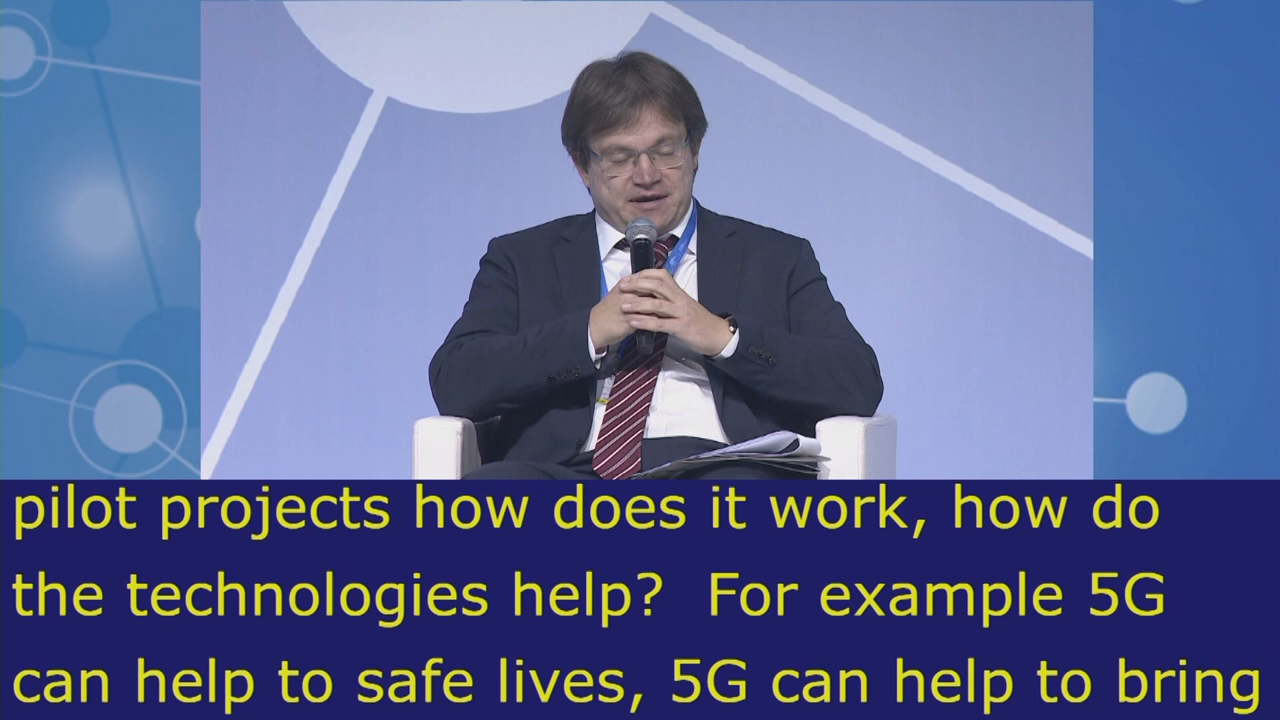 pilot projects how does it work, how do
the technologies help?  For example 5G
can help to safe lives, 5G can help to bring